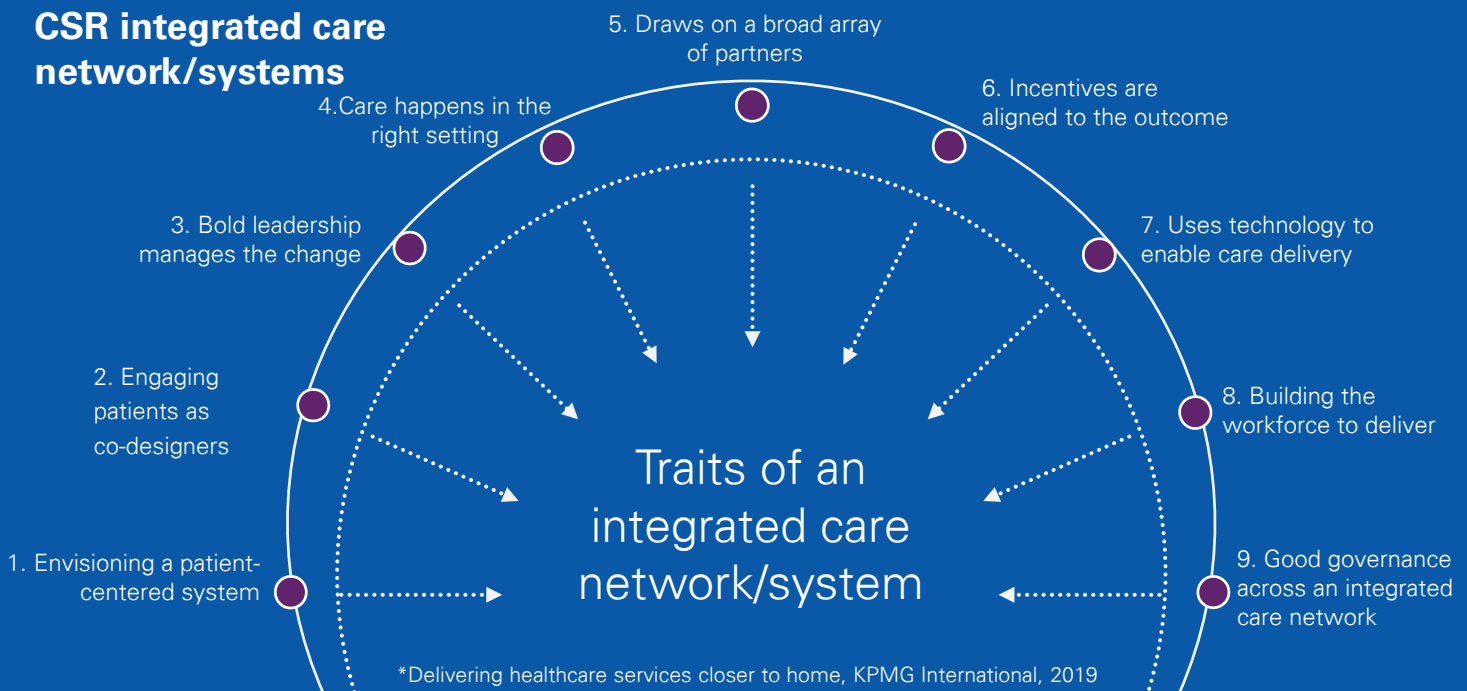 CSR integrated care
network/systems
1. Envisioning a patient-
centered system
2. Engaging
patients as
co-designers
3. Bold leadership
manages the change
4.Care happens in the
right setting
5. Draws on a broad array
of partners
6. Incentives are
aligned to the outcome
7. Uses technology to
enable care delivery
8. Building the
workforce to deliver
9. Good governance
across an integrated
care network
Traits of an
integrated care
network/system
*Delivering healthcare services closer to home, KPMG International, 2019